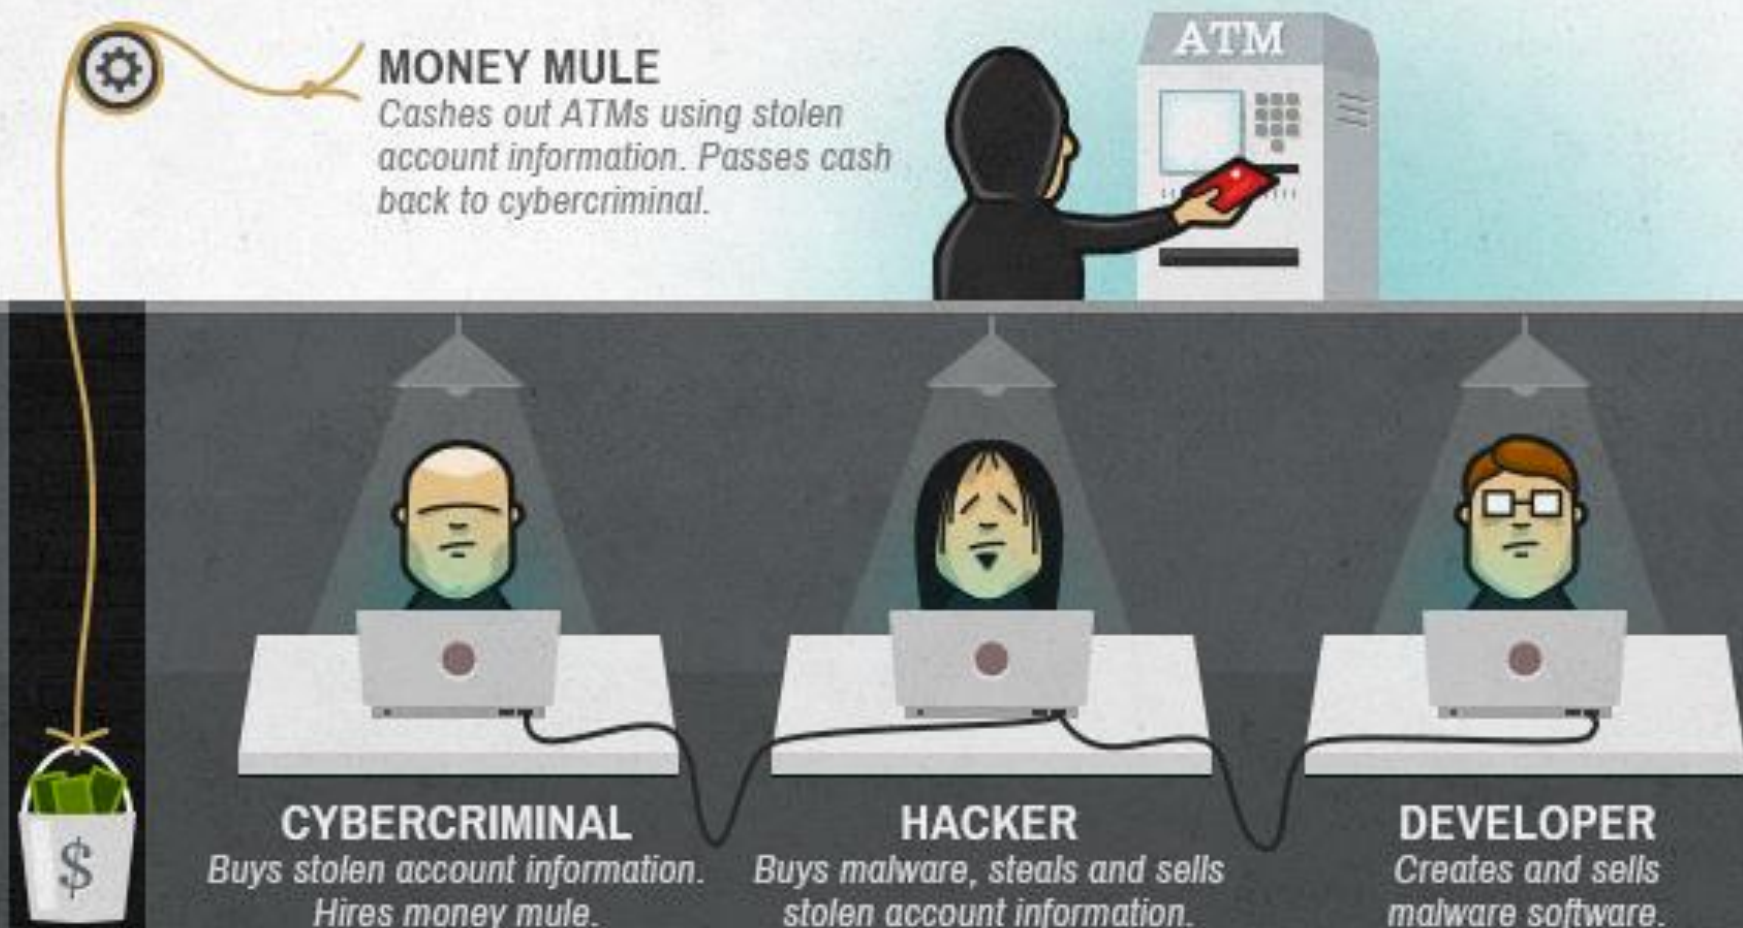 ATM
MONEY MULE
Cashes out ATMs using stolen
account information. Passes cash
back to cybercriminal.
$
CYBERCRIMINAL
Buys stolen account information.
Hires money mule.
HACKER
Buys malware, steals and sells
stolen account information.
DEVELOPER
Creates and sells
malware software.